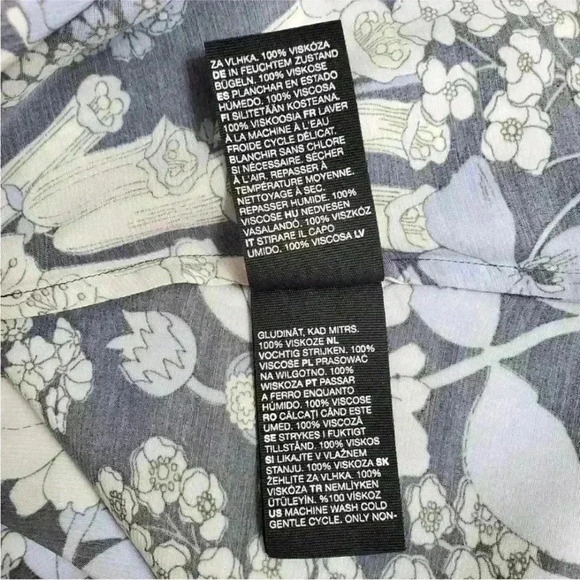 ZA VLHKA. 100% VISKÓZA
DE IN FEUCHTEM ZUSTAND
BÜGELN. 100% VISKOSE
ES PLANCHAR EN ESTADO
HÚMEDO. 100% VISCOSA
FI SILITETÄÄN KOSTEANA.
100% VISKOOSIA FR LAVER
À LA MACHINE À L'EAU
FROIDE CYCLE DÉLICAT.
BLANCHIR SANS CHLORE
SI NÉCESSAIRE. SÉCHER
À L'AIR. REPASSER À
TEMPÉRATURE MOYENNE.
NETTOYAGE À SEC.
REPASSER HUMIDE. 100%
VISCOSE HU NEDVESEN
VASALANDÓ. 100% VISZKÓZ
IT STIRARE IL CAPO
UMIDO. 100% VISCOSA LV
GLUDINĀT, KAD MITRS.
100% VISKOZE NL
VOCHTIG STRIJKEN. 100%
VISCOSE PL PRASOWAĆ
NA WILGOTNO. 100%
WISKOZA PT PASSAR
A FERRO ENQUANTO
HÚMIDO. 100% VISCOSE
RO CĂLCAȚI CÂND ESTE
UMED. 100% VISCOZĂ
SE STRYKES I FUKTIGT
TILLSTÅND. 100% VISKOS
SI LIKAJTE V VLAŽNEM
STANJU. 100% VISKOZA SK
ŽEHLITE ZA VLHKA. 100%
VISKÓZA TR NEMLİYKEN
ÜTÜLEYİN. %100 VİSKOZ
US MACHINE WASH COLD
GENTLE CYCLE. ONLY NON-